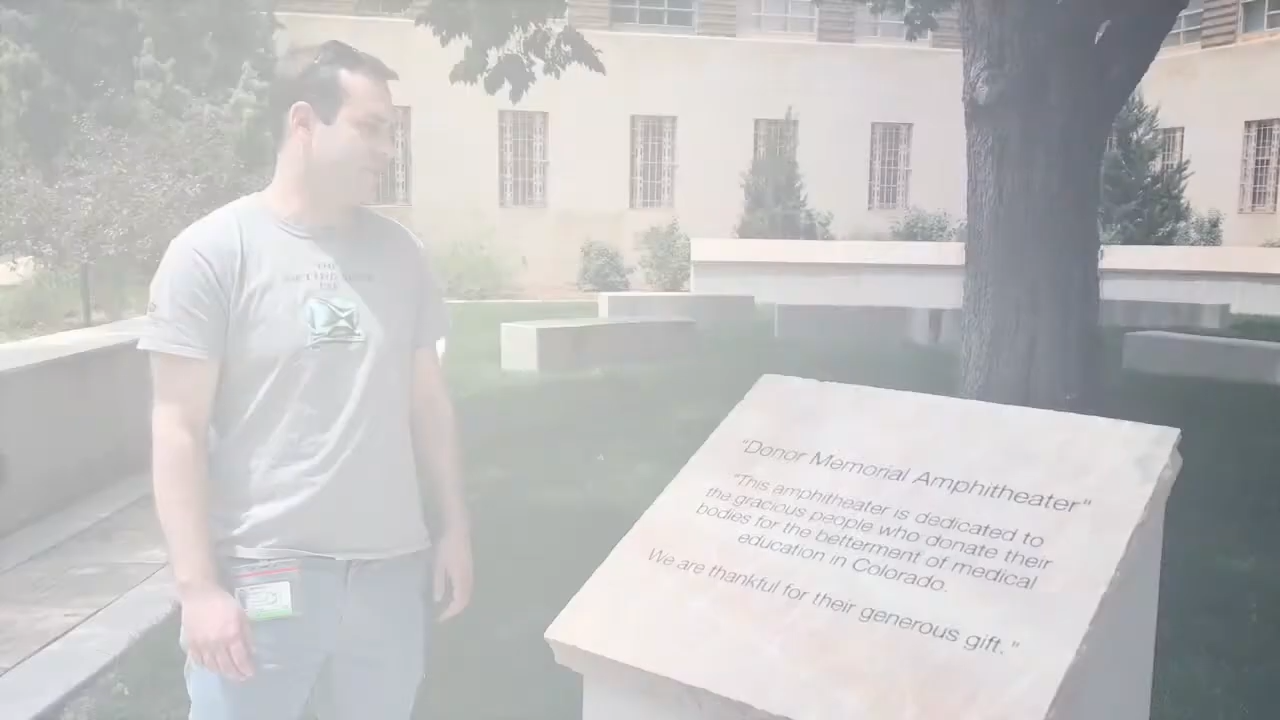 "Donor Memorial Amphitheater"
"This amphitheater is dedicated to
the gracious people who donate their
bodies for the betterment of medical
education in Colorado.
We are thankful for their generous gift."